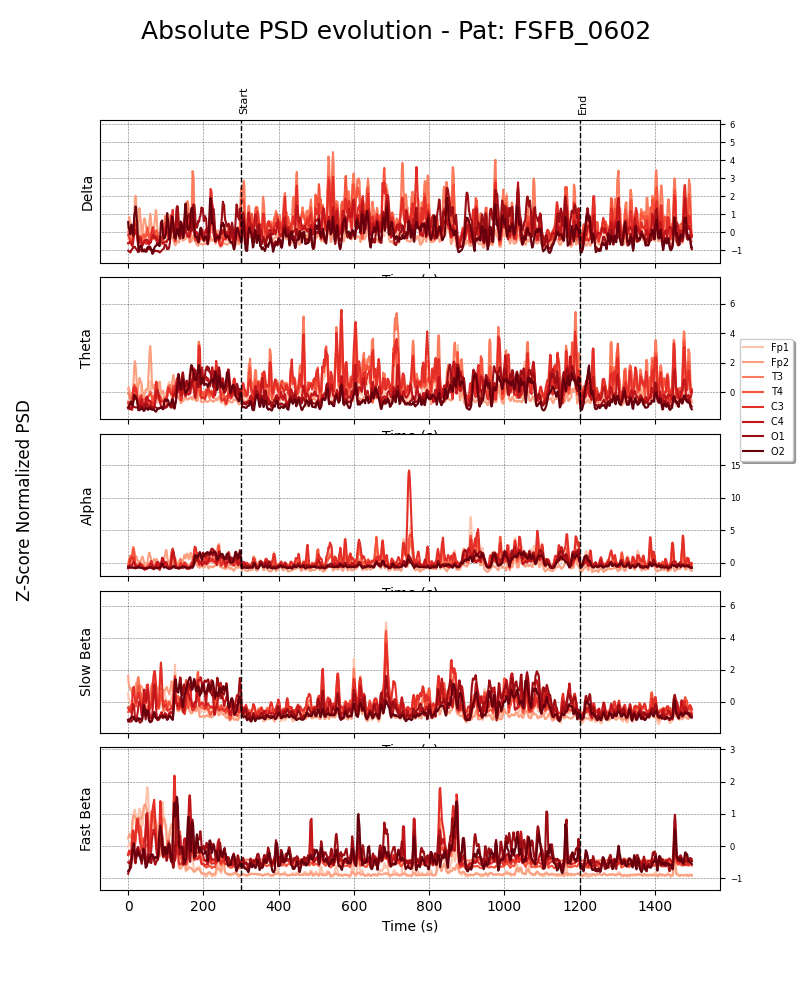 Absolute PSD evolution - Pat: FSFB_0602
Start
End
Delta
6
5
4
3
2
1
0
−1
Time (s)
Theta
6
4
2
0
Time (s)
Z-Score Normalized PSD
Fp1
Fp2
T3
T4
C3
C4
O1
O2
Alpha
15
10
5
0
Time (s)
Slow Beta
6
4
2
0
Time (s)
Fast Beta
3
2
1
0
−1
0 200 400 600 800 1000 1200 1400
Time (s)